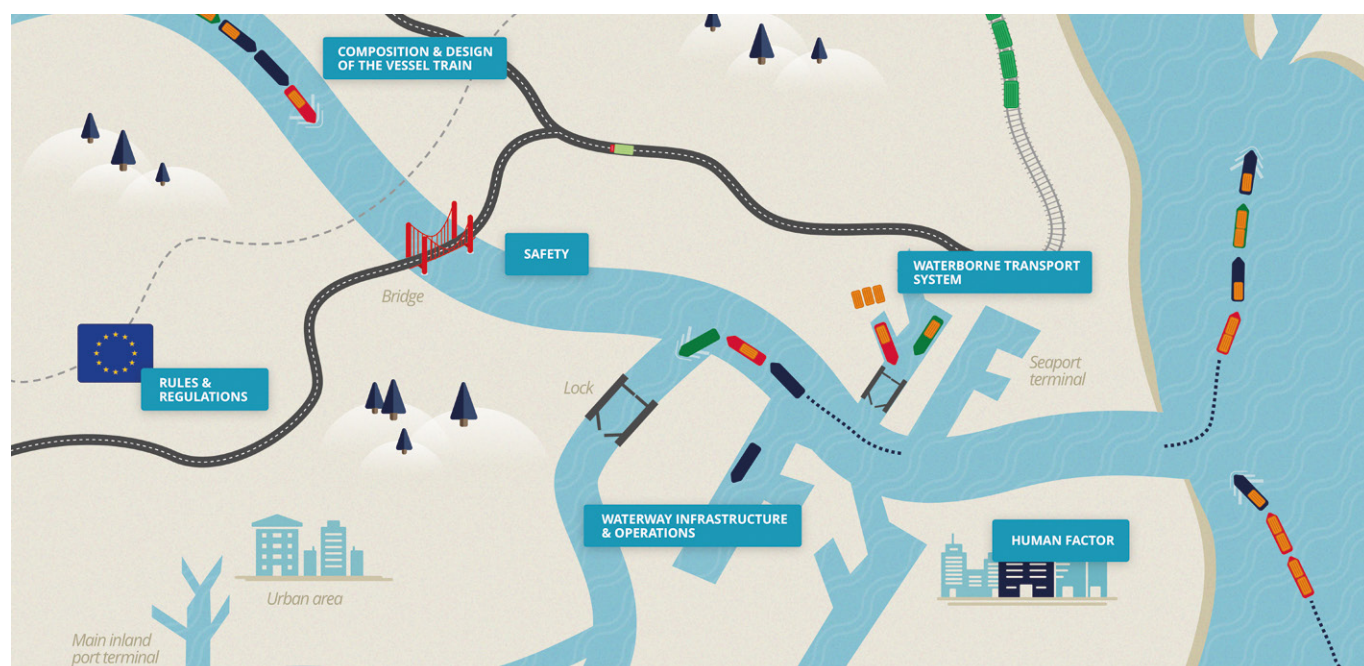 COMPOSITION & DESIGN
OF THE VESSEL TRAIN
SAFETY
WATERBORNE TRANSPORT
SYSTEM
Bridge
Seaport
terminal
RULES &
REGULATIONS
Lock
WATERWAY INFRASTRUCTURE
& OPERATIONS
HUMAN FACTOR
Urban area
Main inland
port terminal